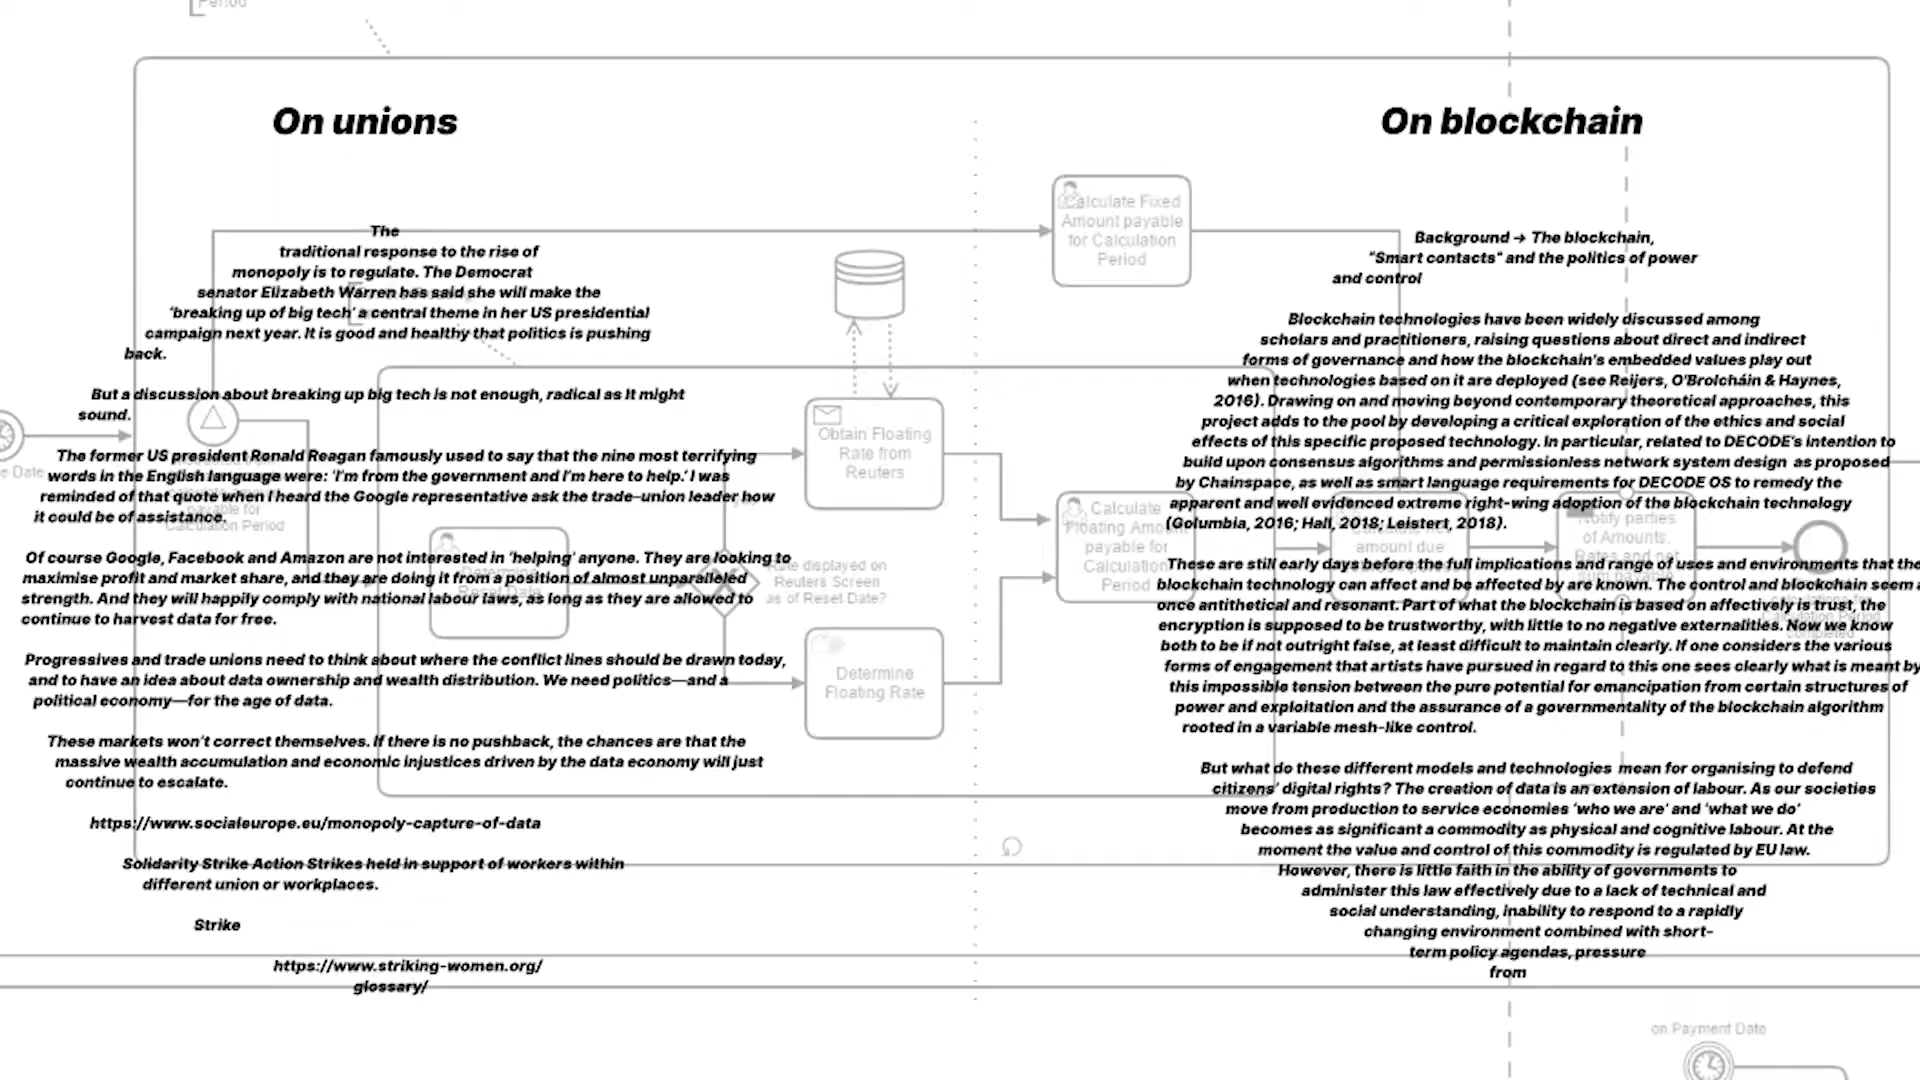 Period
On unions
The
traditional response to the rise of
monopoly is to regulate. The Democrat
senator Elizabeth Warren has said she will make the
'breaking up of big tech' a central theme in her US presidential
campaign next year. It is good and healthy that politics is pushing
back.
But a discussion about breaking up big tech is not enough, radical as it might
sound.
The former US president Ronald Reagan famously used to say that the nine most terrifying
words in the English language were: 'I'm from the government and I'm here to help.' I was
reminded of that quote when I heard the Google representative ask the trade-union leader how
it could be of assistance.
Of course Google, Facebook and Amazon are not interested in 'helping' anyone. They are looking to
maximise profit and market share, and they are doing it from a position of almost unparalleled
strength. And they will happily comply with national labour laws, as long as they are allowed to
continue to harvest data for free.
Progressives and trade unions need to think about where the conflict lines should be drawn today,
and to have an idea about data ownership and wealth distribution. We need politics—and a
political economy—for the age of data.
These markets won't correct themselves. If there is no pushback, the chances are that the
massive wealth accumulation and economic injustices driven by the data economy will just
continue to escalate.
https://www.socialeurope.eu/monopoly-capture-of-data
Solidarity Strike Action Strikes held in support of workers within
different union or workplaces.
Strike
https://www.striking-women.org/
glossary/
On blockchain
Background → The blockchain,
"Smart contacts" and the politics of power
and control
Blockchain technologies have been widely discussed among
scholars and practitioners, raising questions about direct and indirect
forms of governance and how the blockchain's embedded values play out
when technologies based on it are deployed (see Reijers, O'Brolcháin & Haynes,
2016). Drawing on and moving beyond contemporary theoretical approaches, this
project adds to the pool by developing a critical exploration of the ethics and social
effects of this specific proposed technology. In particular, related to DECODE's intention to
build upon consensus algorithms and permissionless network system design as proposed
by Chainspace, as well as smart language requirements for DECODE OS to remedy the
apparent and well evidenced extreme right-wing adoption of the blockchain technology
(Golumbia, 2016; Hall, 2018; Leistert, 2018).
These are still early days before the full implications and range of uses and environments that the
blockchain technology can affect and be affected by are known. The control and blockchain seem a
once antithetical and resonant. Part of what the blockchain is based on affectively is trust, the
encryption is supposed to be trustworthy, with little to no negative externalities. Now we know
both to be if not outright false, at least difficult to maintain clearly. If one considers the various
forms of engagement that artists have pursued in regard to this one sees clearly what is meant by
this impossible tension between the pure potential for emancipation from certain structures of
power and exploitation and the assurance of a governmentality of the blockchain algorithm
rooted in a variable mesh-like control.
But what do these different models and technologies mean for organising to defend
citizens' digital rights? The creation of data is an extension of labour. As our societies
move from production to service economies 'who we are' and 'what we do'
becomes as significant a commodity as physical and cognitive labour. At the
moment the value and control of this commodity is regulated by EU law.
However, there is little faith in the ability of governments to
administer this law effectively due to a lack of technical and
social understanding, inability to respond to a rapidly
changing environment combined with short-
term policy agendas, pressure
from
Calculate Fixed
Amount payable
for Calculation
Period
e Date
payable for
Calculation Period
Obtain Floating
Rate from
Reuters
Determine
Reset Date
Rate displayed on
Reuters Screen
as of Reset Date?
Determine
Floating Rate
Calculate
Floating Amount
payable for
Calculation
Period
amount due
Notify parties
of Amounts,
Rates and net
on Payment Date